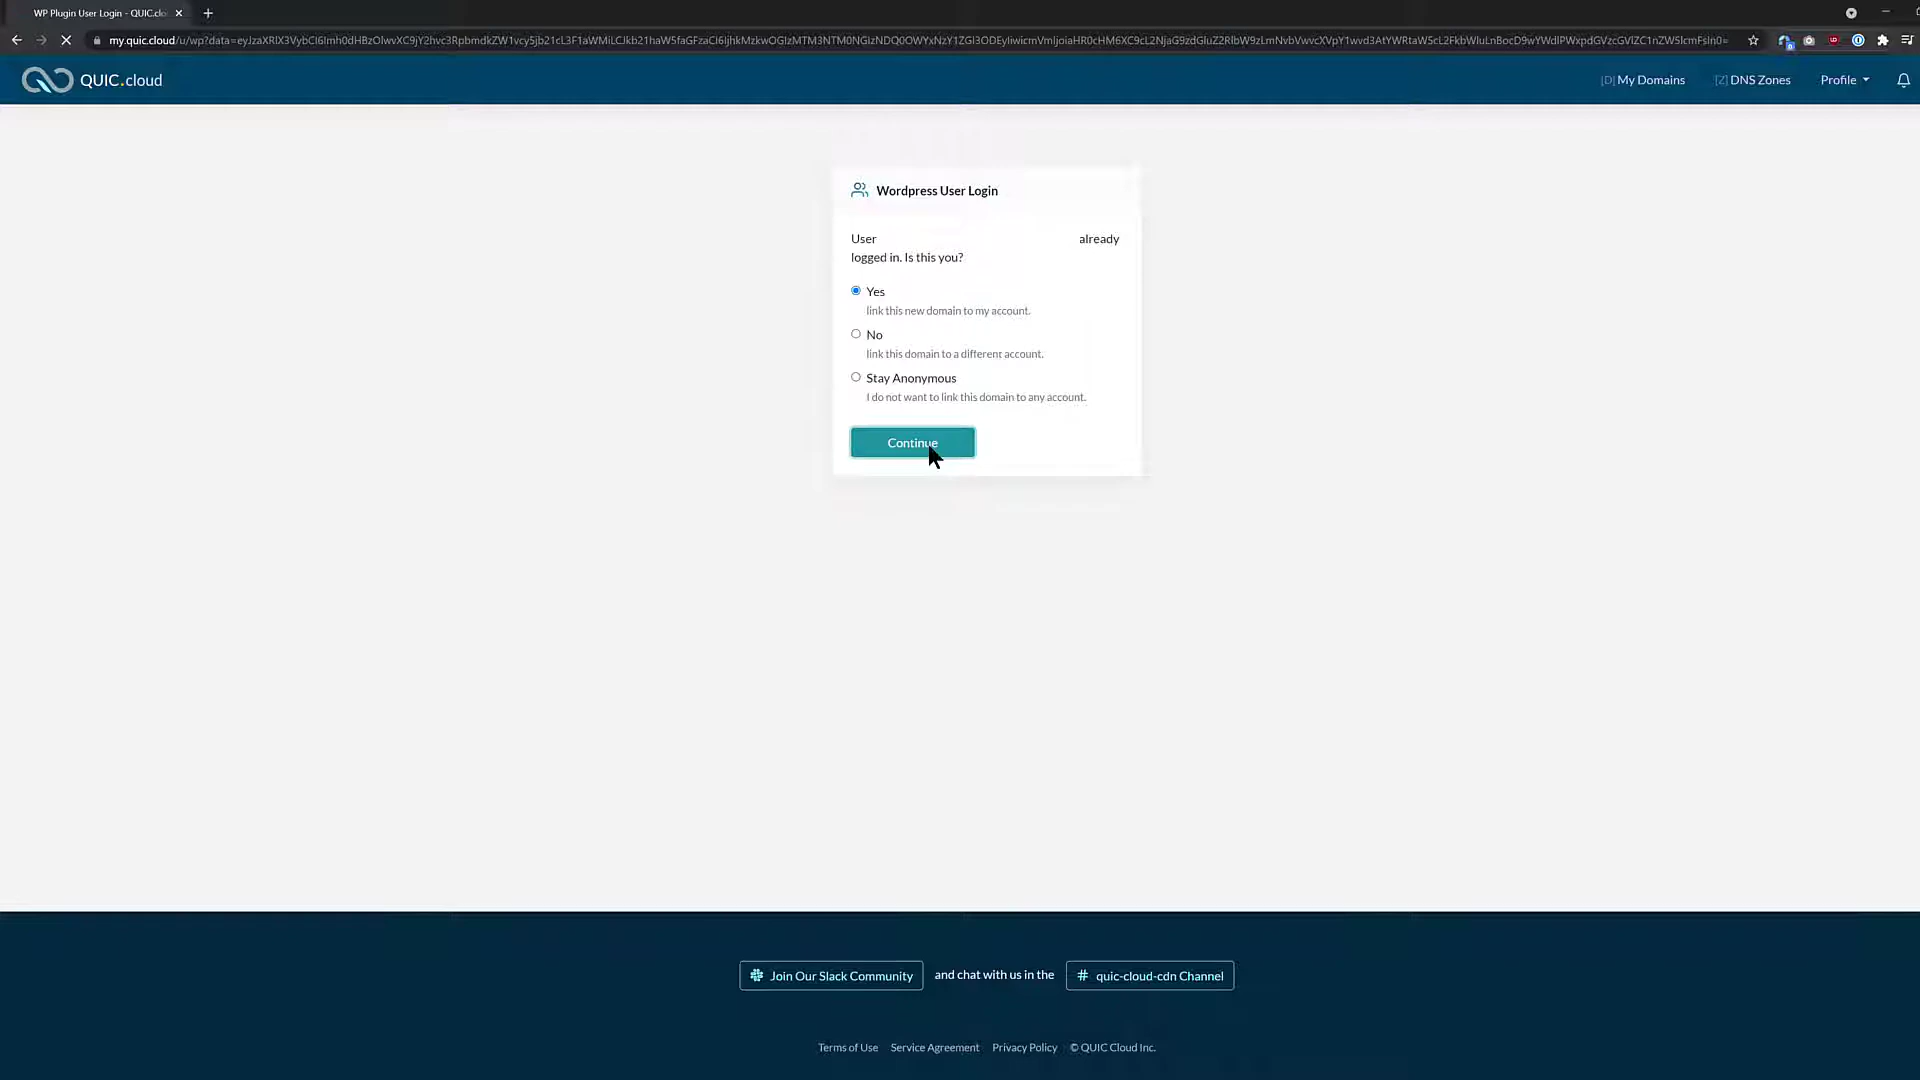 WP Plugin User Login - QUIC.clo
my.quic.cloud
QUIC.cloud
[D] My Domains
[Z] DNS Zones
Profile
Wordpress User Login
User already
logged in. Is this you?
Yes
link this new domain to my account.
No
link this domain to a different account.
Stay Anonymous
I do not want to link this domain to any account.
Continue
Join Our Slack Community
and chat with us in the
# quic-cloud-cdn Channel
Terms of Use
Service Agreement
Privacy Policy
© QUIC Cloud Inc.